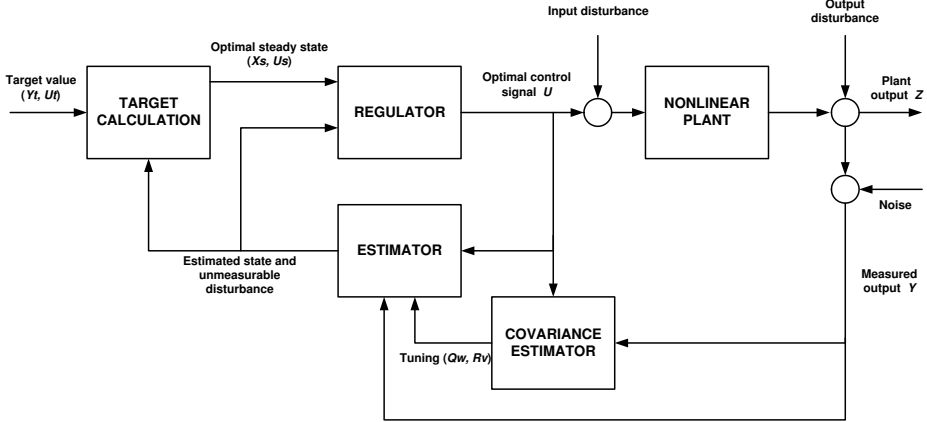 Input disturbance
Output
disturbance
Optimal steady state
(Xs, Us)
Target value
(Yt, Ut)
TARGET
CALCULATION
REGULATOR
Optimal control
signal U
NONLINEAR
PLANT
Plant
output Z
Noise
ESTIMATOR
Estimated state and
unmeasurable
disturbance
Measured
output Y
COVARIANCE
ESTIMATOR
Tuning (Qw, Rv)